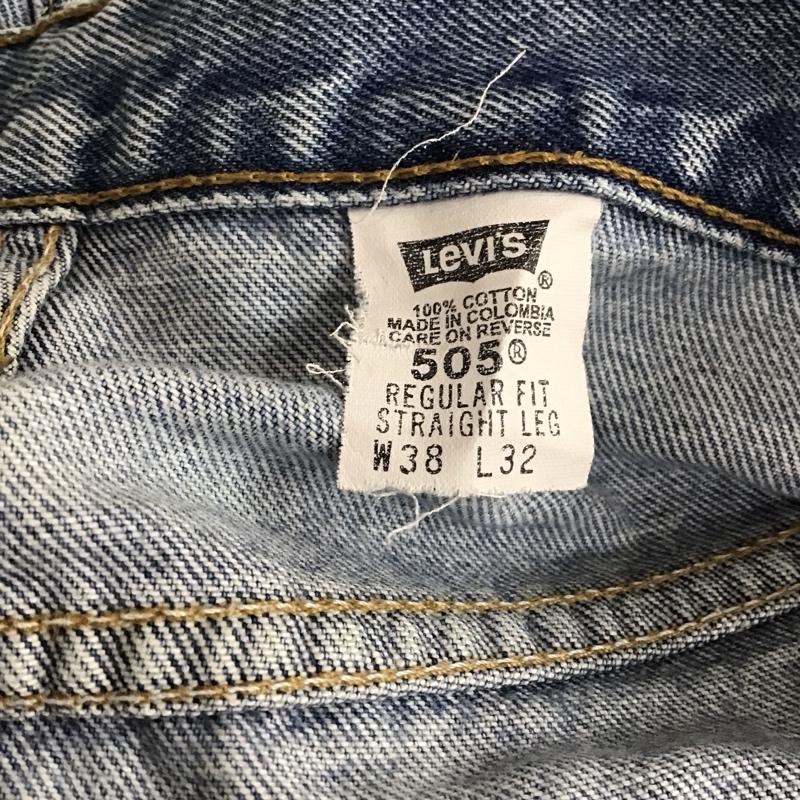 Levi's
®
100% COTTON
MADE IN COLOMBIA
CARE ON REVERSE
505®
REGULAR FIT
STRAIGHT LEG
W38 L32